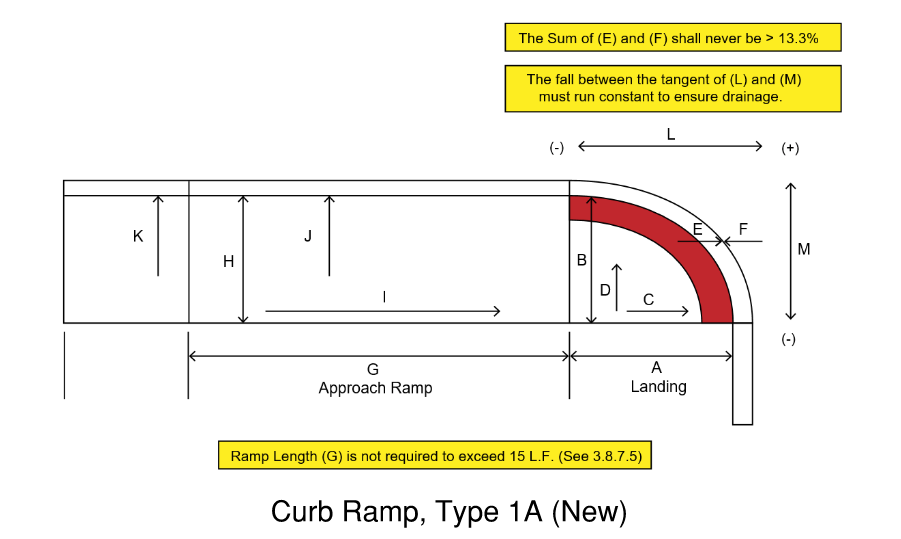 The Sum of (E) and (F) shall never be > 13.3%
The fall between the tangent of (L) and (M)
must run constant to ensure drainage.
L
(-)
(+)
K
J
H
I
B
D
C
E
F
M
(-)
G
Approach Ramp
A
Landing
Ramp Length (G) is not required to exceed 15 L.F. (See 3.8.7.5)
Curb Ramp, Type 1A (New)